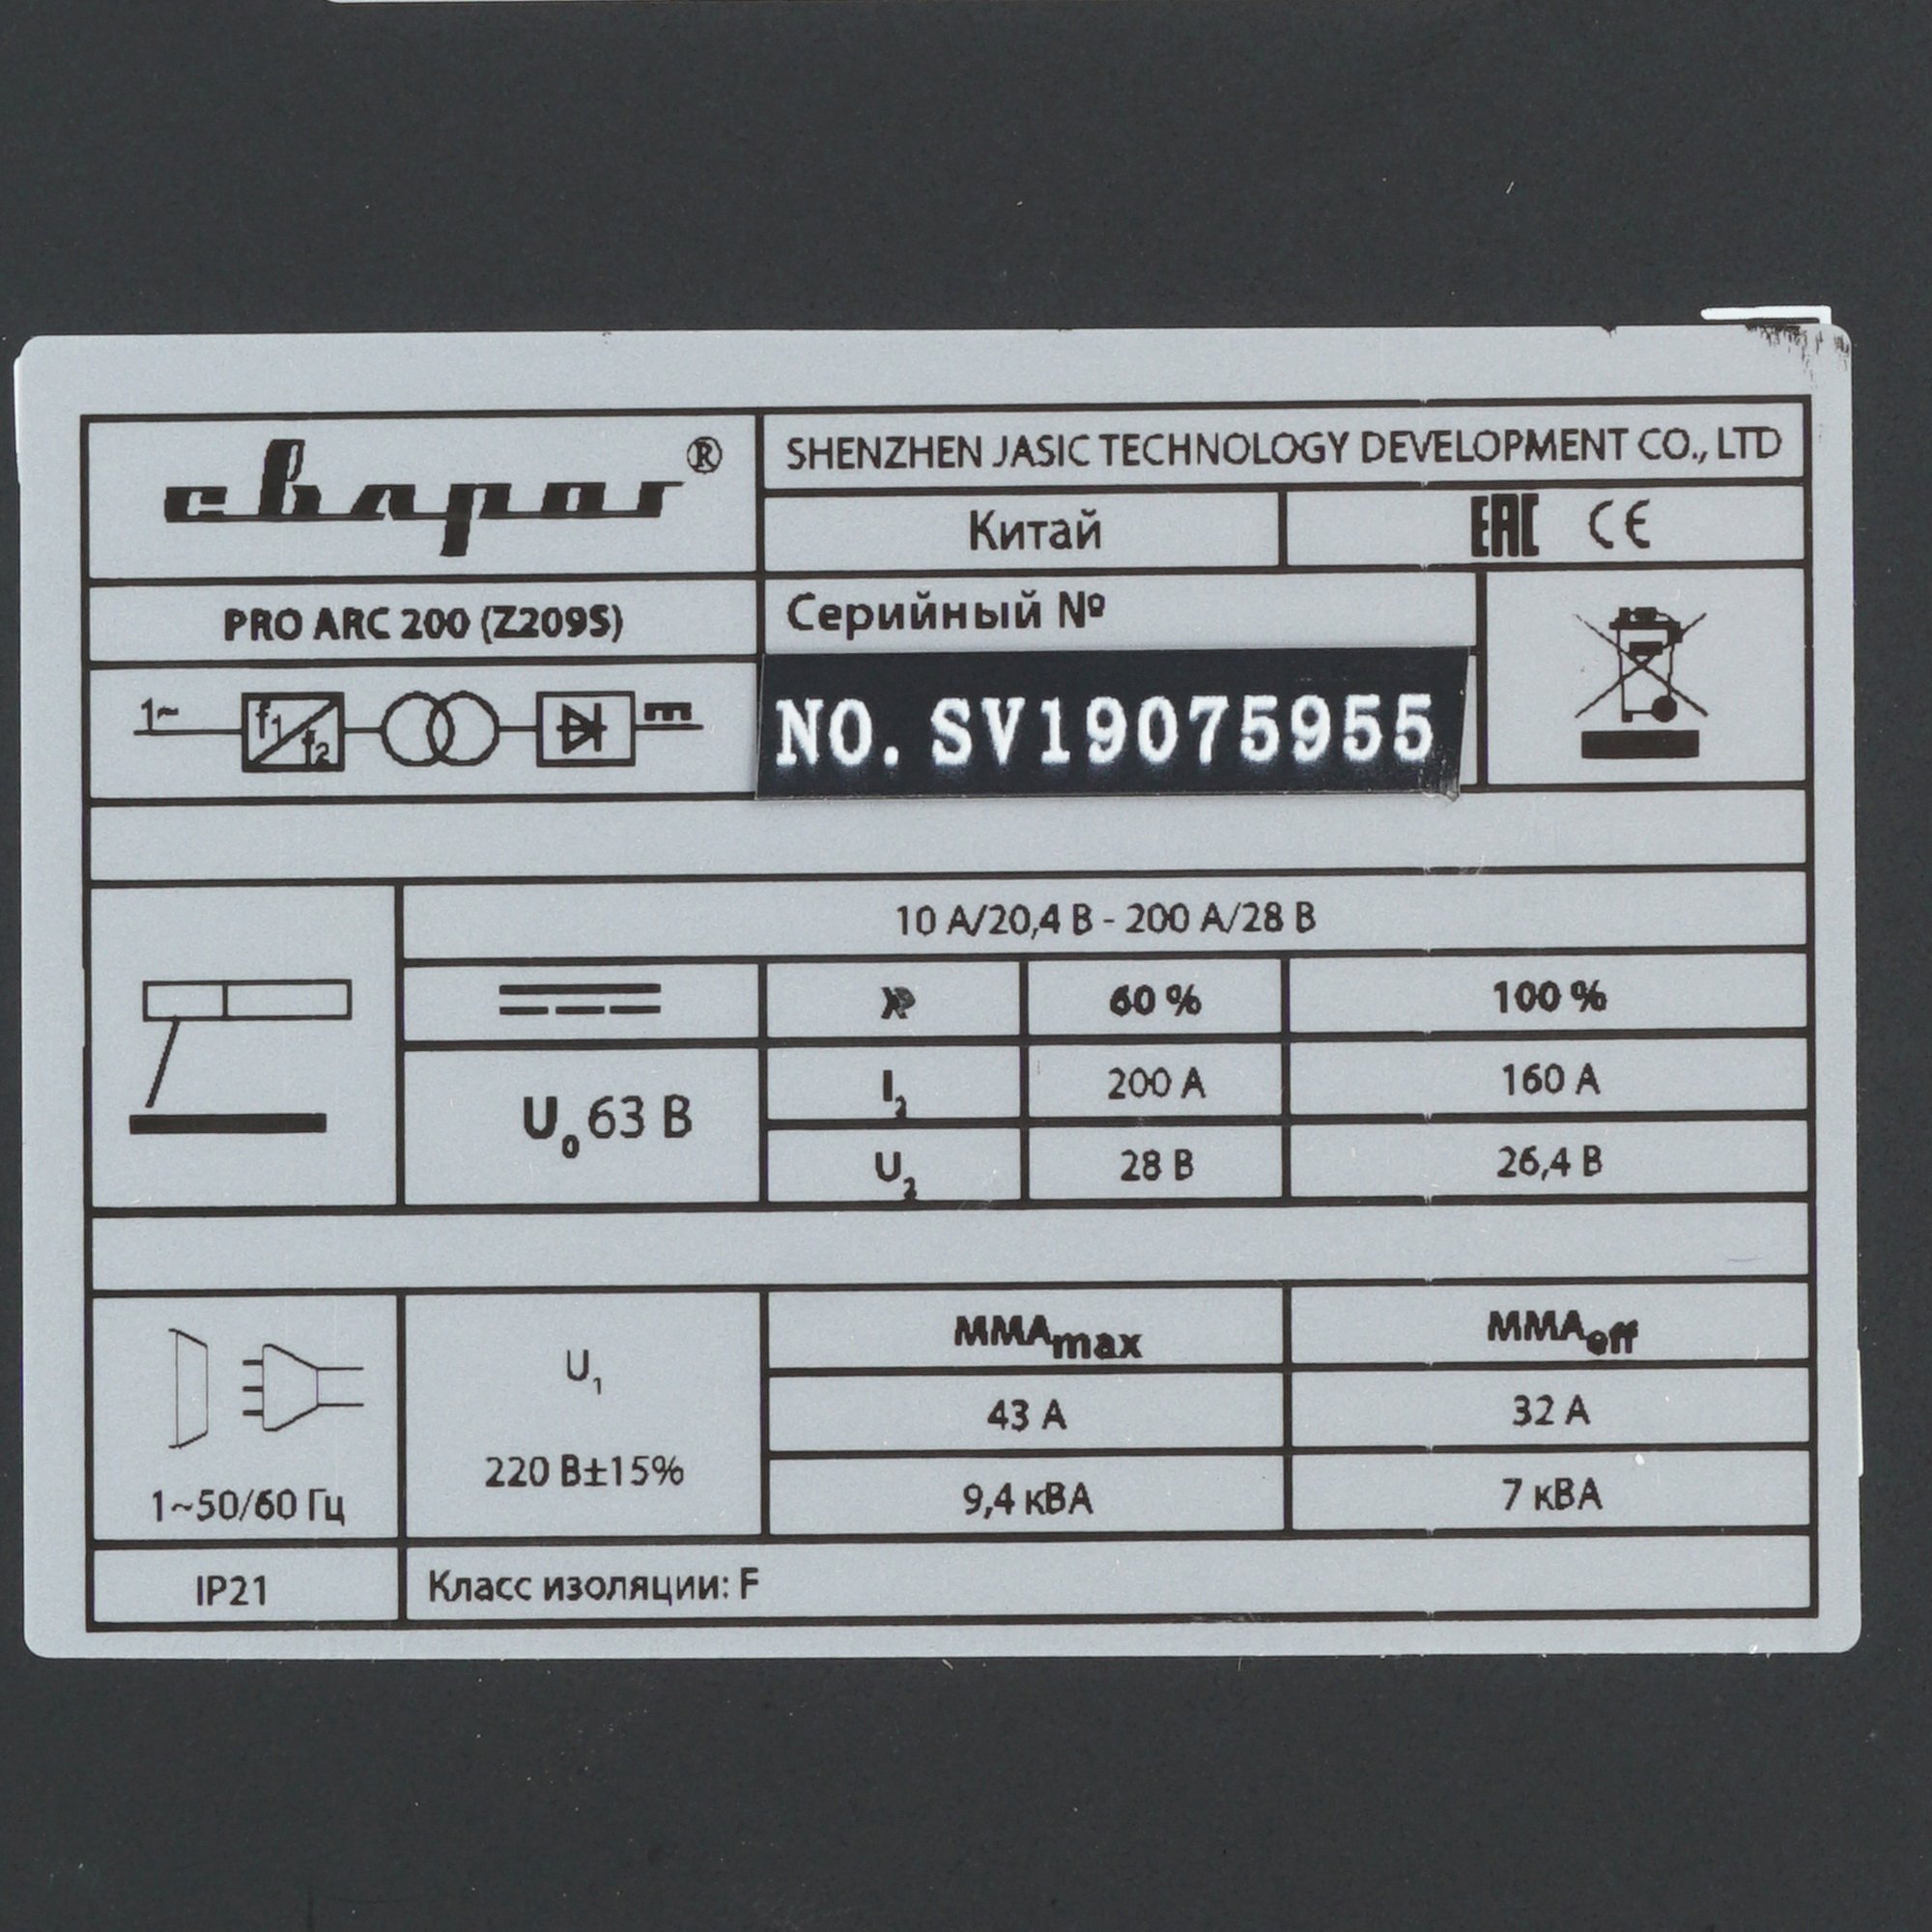 сварог®
SHENZHEN JASIC TECHNOLOGY DEVELOPMENT CO., LTD
Китай
EAC CE
PRO ARC 200 (Z209S)
Серийный №
NO. SV19075955
1~ f1 f2
10 А/20,4 В - 200 А/28 В
60 % 100 %
I2 200 А 160 А
U0 63 В
U2 28 В 26,4 В
MMAmax MMAeff
U1
43 А 32 А
220 В±15%
1~50/60 Гц
9,4 кВА 7 кВА
IP21 Класс изоляции: F